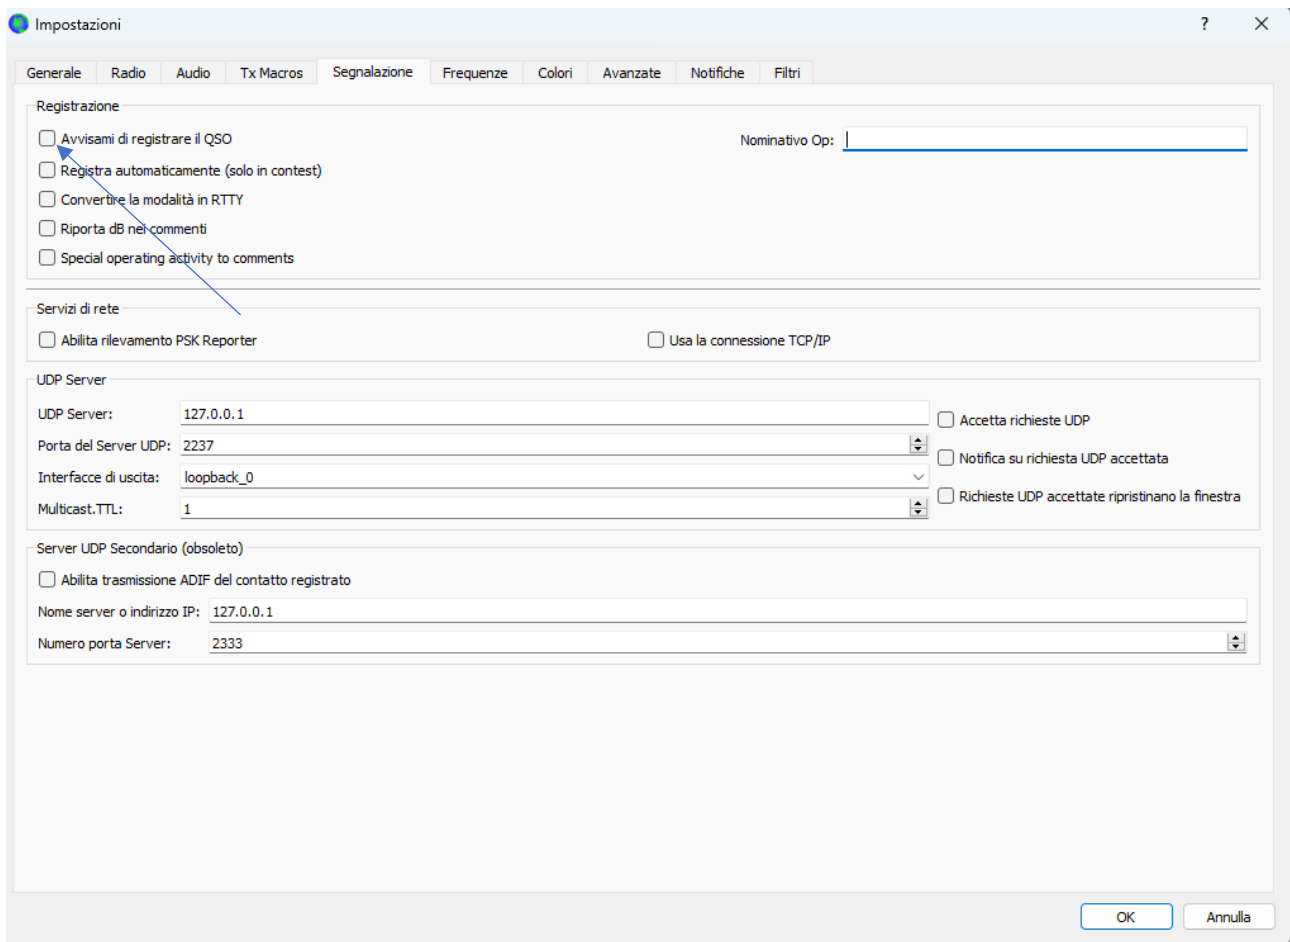 Impostazioni ?
Generale Radio Audio Tx Macros Segnalazione Frequenze Colori Avanzate Notifiche Filtri
Registrazione
Avvisami di registrare il QSO Nominativo Op:
Registra automaticamente (solo in contest)
Convertire la modalità in RTTY
Riporta dB nei commenti
Special operating activity to comments
Servizi di rete
Abilita rilevamento PSK Reporter Usa la connessione TCP/IP
UDP Server
UDP Server: 127.0.0.1 Accetta richieste UDP
Porta del Server UDP: 2237
Notifica su richiesta UDP accettata
Interfacce di uscita: loopback_0
Richieste UDP accettate ripristinano la finestra
Multicast.TTL: 1
Server UDP Secondario (obsoleto)
Abilita trasmissione ADIF del contatto registrato
Nome server o indirizzo IP: 127.0.0.1
Numero porta Server: 2333
OK Annulla